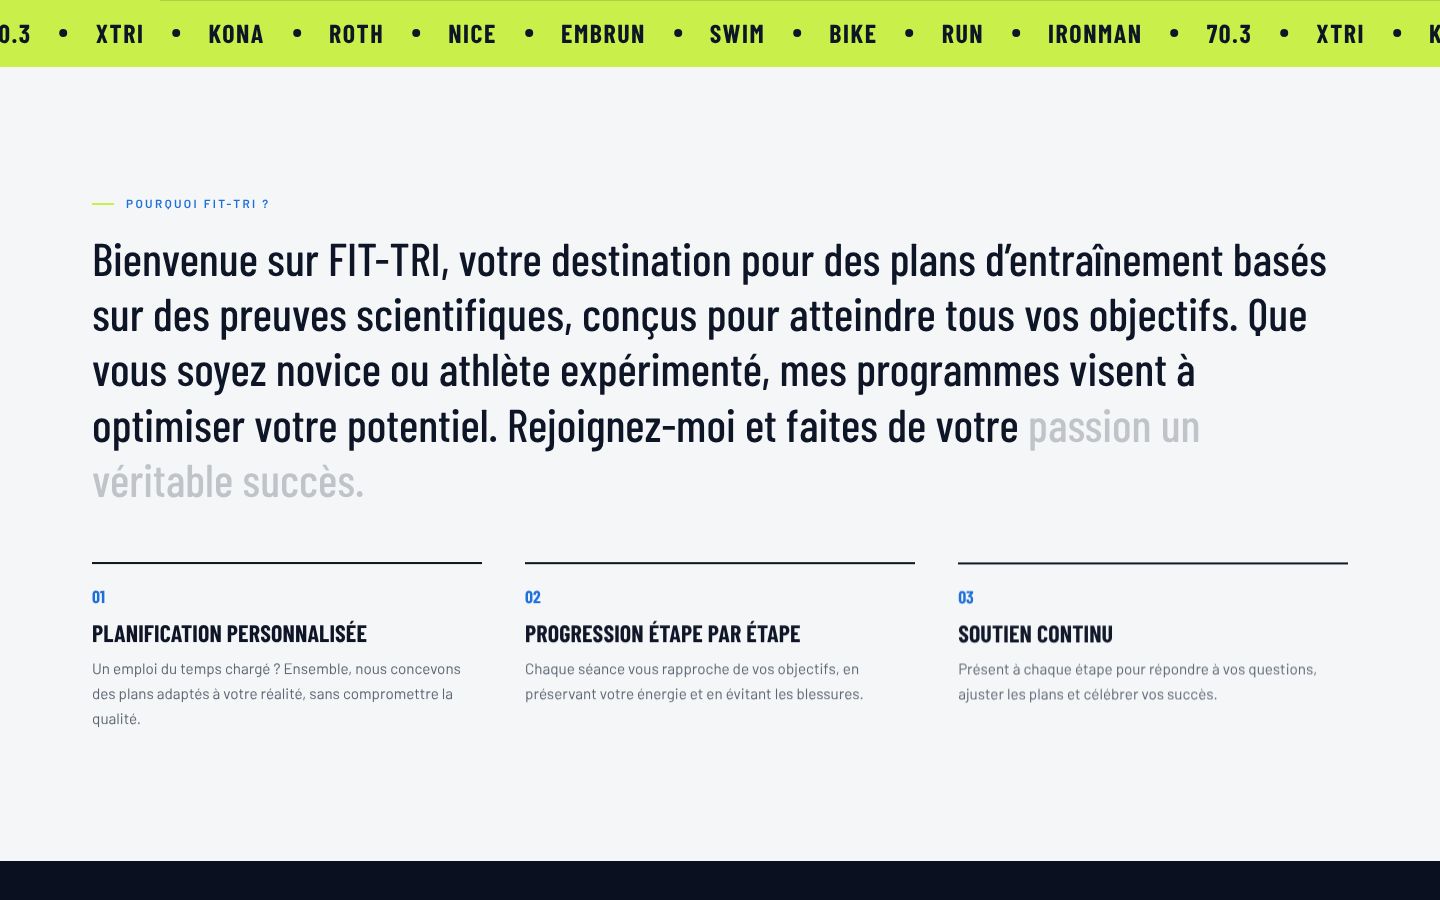 0.3 • XTRI • KONA • ROTH • NICE • EMBRUN • SWIM • BIKE • RUN • IRONMAN • 70.3 • XTRI • K
POURQUOI FIT-TRI ?
Bienvenue sur FIT-TRI, votre destination pour des plans d’entraînement basés
sur des preuves scientifiques, conçus pour atteindre tous vos objectifs. Que
vous soyez novice ou athlète expérimenté, mes programmes visent à
optimiser votre potentiel. Rejoignez-moi et faites de votre passion un
véritable succès.
01
PLANIFICATION PERSONNALISÉE
Un emploi du temps chargé ? Ensemble, nous concevons
des plans adaptés à votre réalité, sans compromettre la
qualité.
02
PROGRESSION ÉTAPE PAR ÉTAPE
Chaque séance vous rapproche de vos objectifs, en
préservant votre énergie et en évitant les blessures.
03
SOUTIEN CONTINU
Présent à chaque étape pour répondre à vos questions,
ajuster les plans et célébrer vos succès.